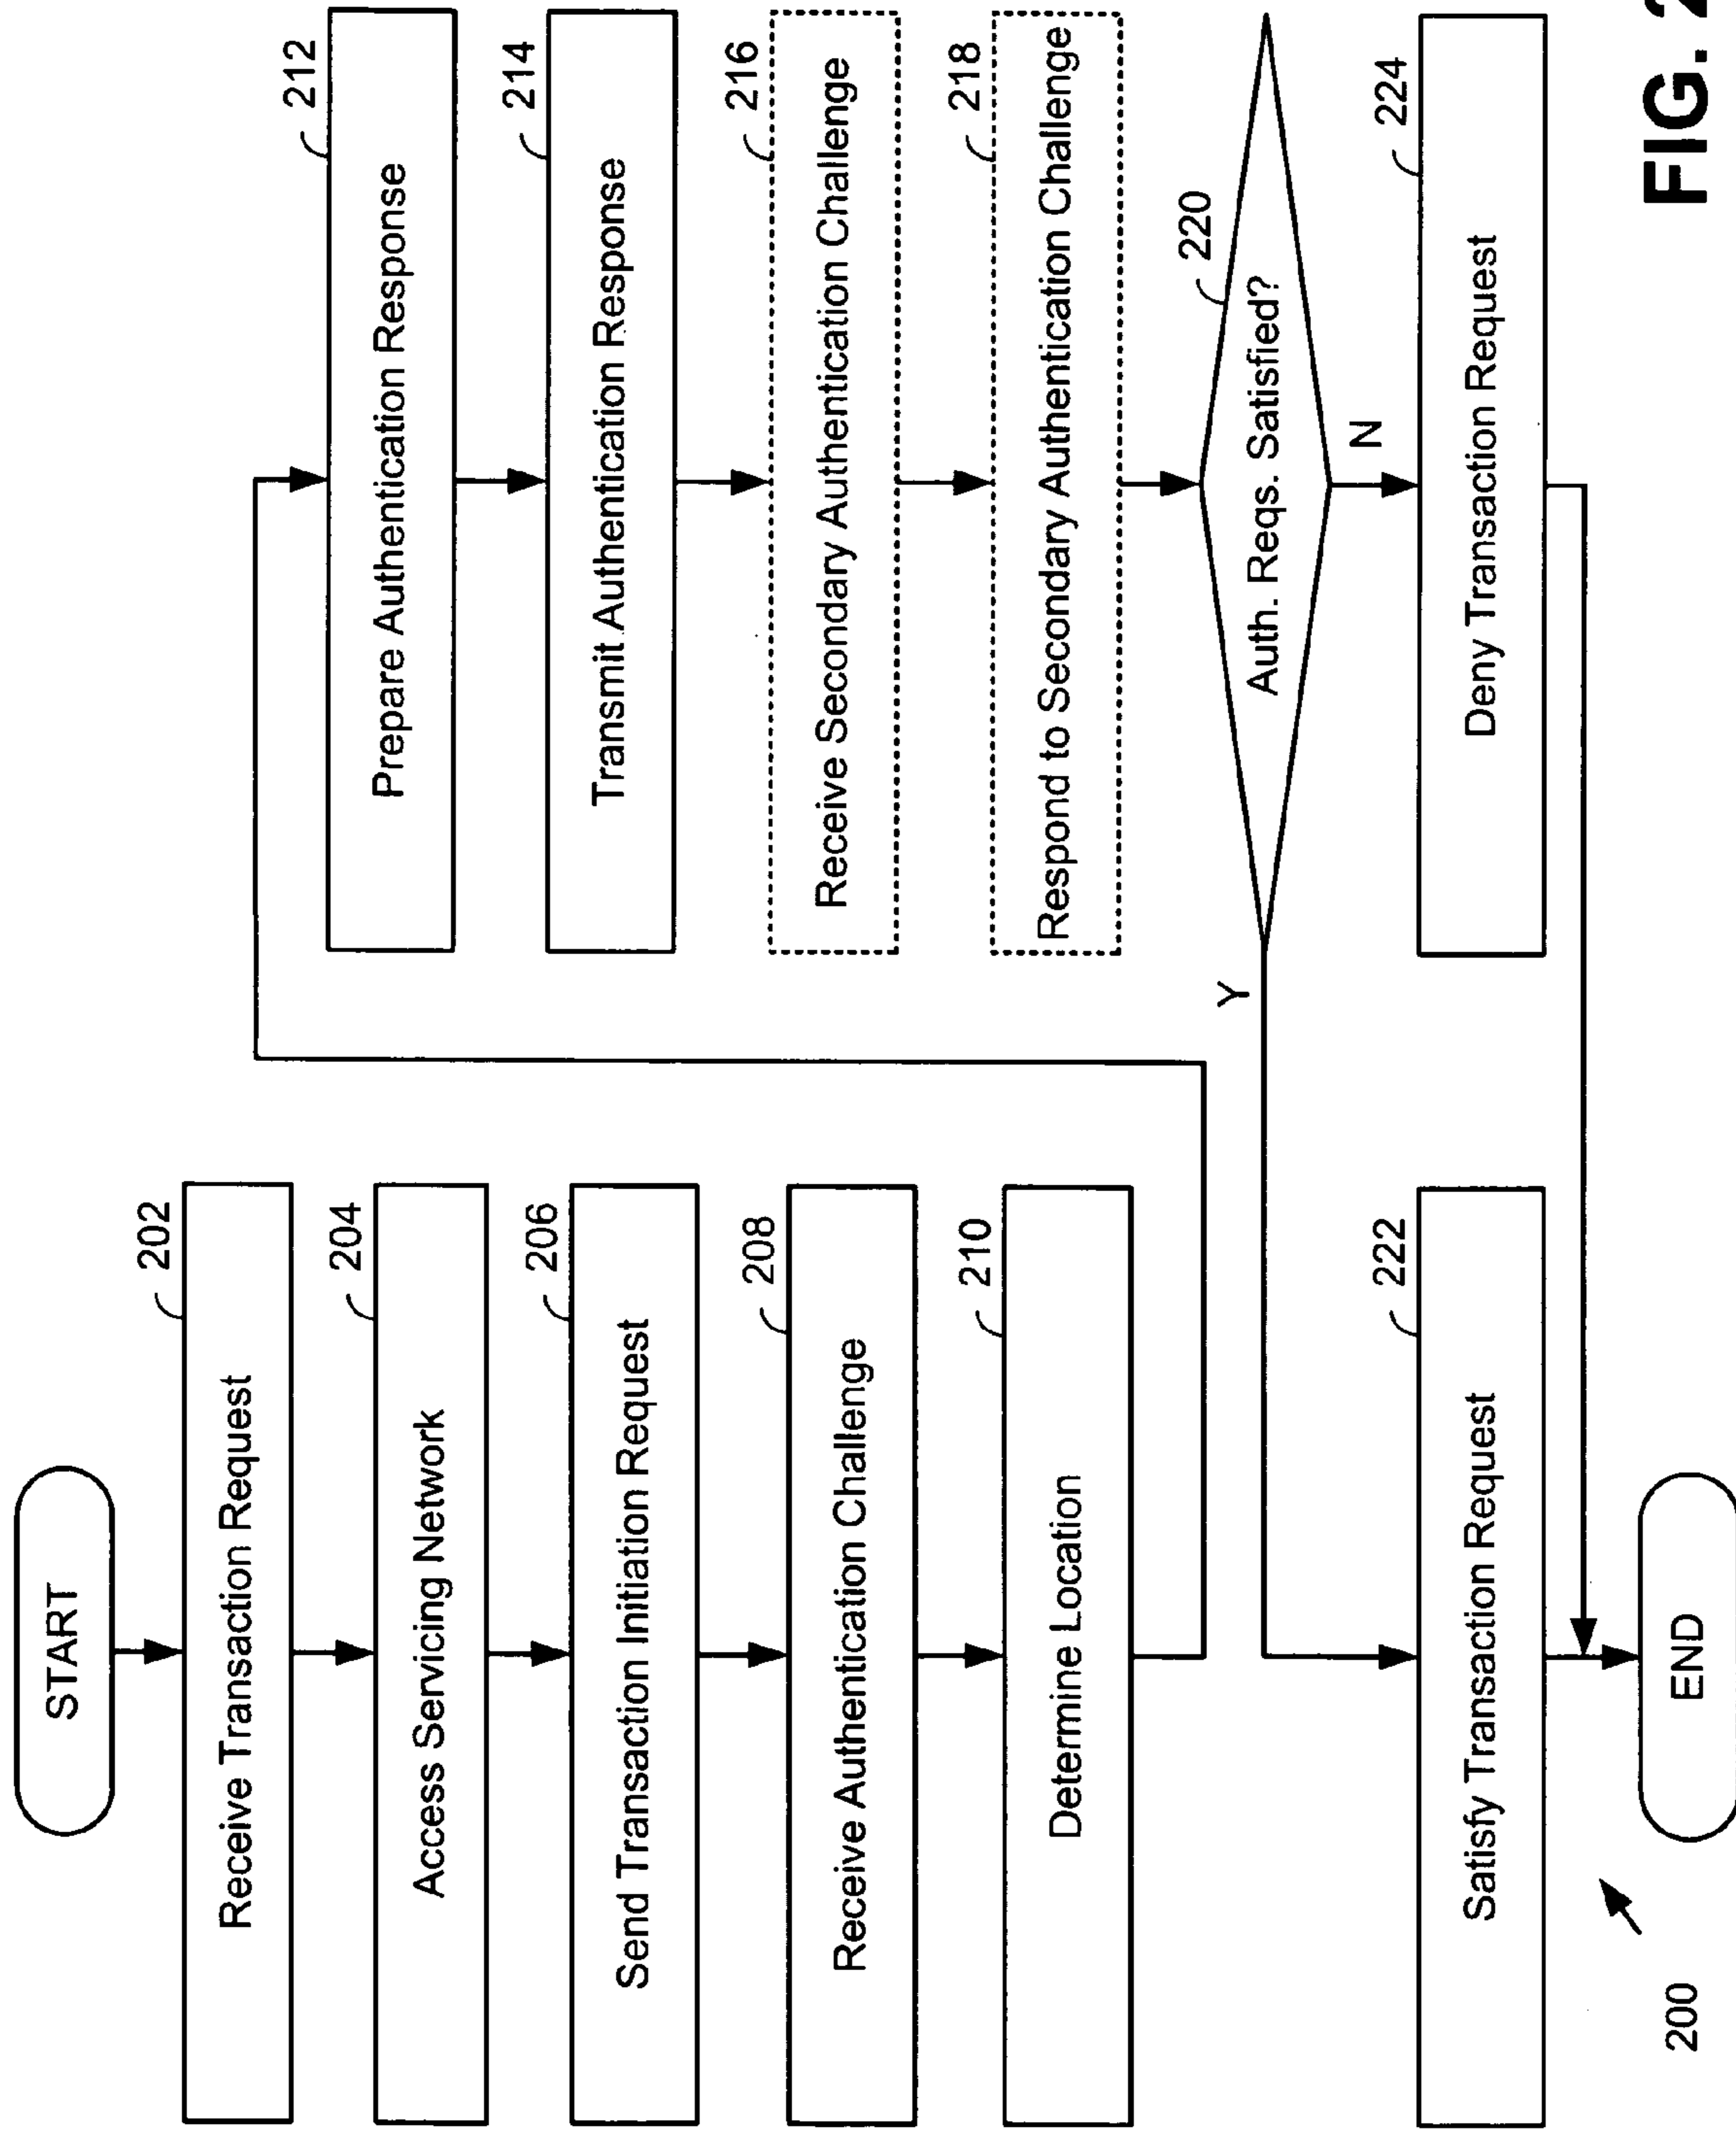 START
202
Receive Transaction Request
204
Access Servicing Network
206
Send Transaction Initiation Request
208
Receive Authentication Challenge
210
Determine Location
212
Prepare Authentication Response
214
Transmit Authentication Response
216
Receive Secondary Authentication Challenge
218
Respond to Secondary Authentication Challenge
220
Auth. Reqs. Satisfied?
Y
N
222
Satisfy Transaction Request
224
Deny Transaction Request
END
200
FIG. 2